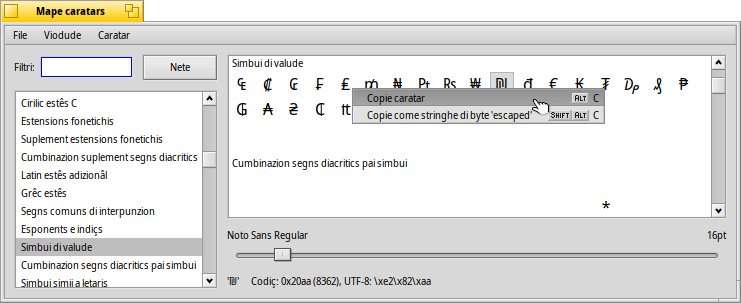 Mape caratars
File Viodude Caratar
Filtri: Nete
Cirilic estês C
Estensions fonetichis
Suplement estensions fonetichis
Cumbinazion suplement segns diacritics
Latin estês adizionâl
Grêc estês
Segns comuns di interpunzion
Esponents e indiçs
Simbui di valude
Cumbinazion segns diacritics pai simbui
Simbui simii a letaris
Simbui di valude
₠ ₡ ₢ ₣ ₤ ₥ ₦ ₧ ₨ ₩ ₪ ₫ € ₭ ₮ ₯ ₰ ₱
₲ ₳ ₴ ₵ ₶
Copie caratar ALT C
Copie come stringhe di byte 'escaped' SHIFT ALT C
Cumbinazion segns diacritics pai simbui
*
Noto Sans Regular 16pt
'₪' Codiç: 0x20aa (8362), UTF-8: \xe2\x82\xaa